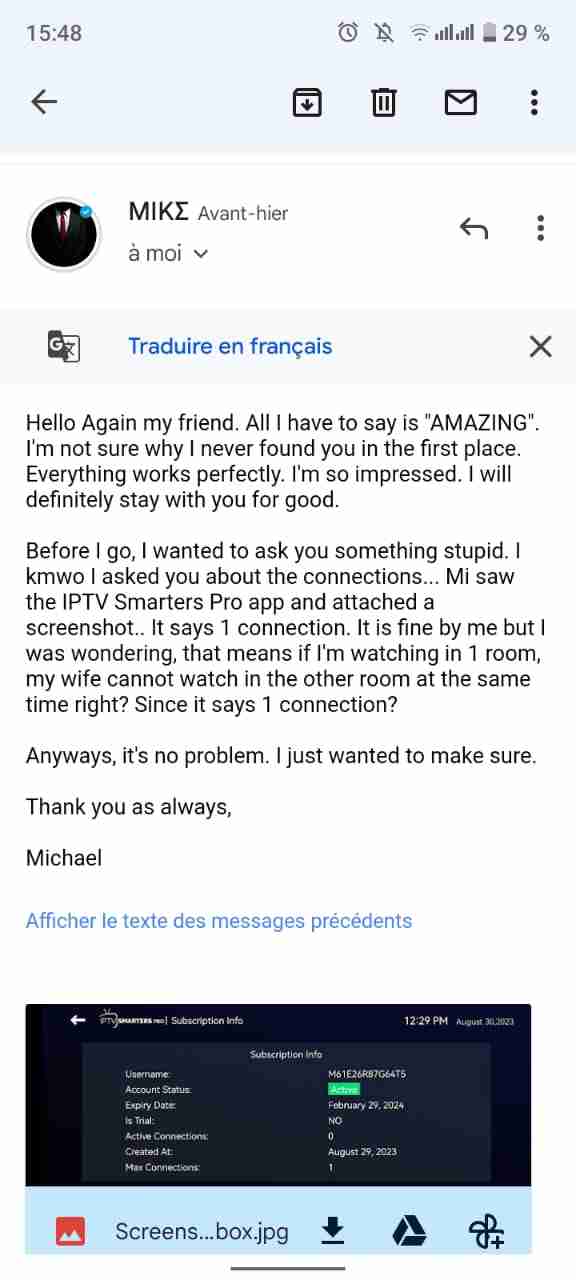 15:48
29 %
MIKΣ Avant-hier
à moi
Traduire en français
Hello Again my friend. All I have to say is "AMAZING".
I'm not sure why I never found you in the first place.
Everything works perfectly. I'm so impressed. I will
definitely stay with you for good.
Before I go, I wanted to ask you something stupid. I
kmwo I asked you about the connections... Mi saw
the IPTV Smarters Pro app and attached a
screenshot.. It says 1 connection. It is fine by me but I
was wondering, that means if I'm watching in 1 room,
my wife cannot watch in the other room at the same
time right? Since it says 1 connection?
Anyways, it's no problem. I just wanted to make sure.
Thank you as always,
Michael
Afficher le texte des messages précédents
IPTV SMARTERS PRO | Subscription Info 12:29 PM August 30,2023
Subscription Info
Username: M61E26R87G64T5
Account Status: Active
Expiry Date: February 29, 2024
Is Trial: NO
Active Connections: 0
Created At: August 29, 2023
Max Connections: 1
Screens...box.jpg